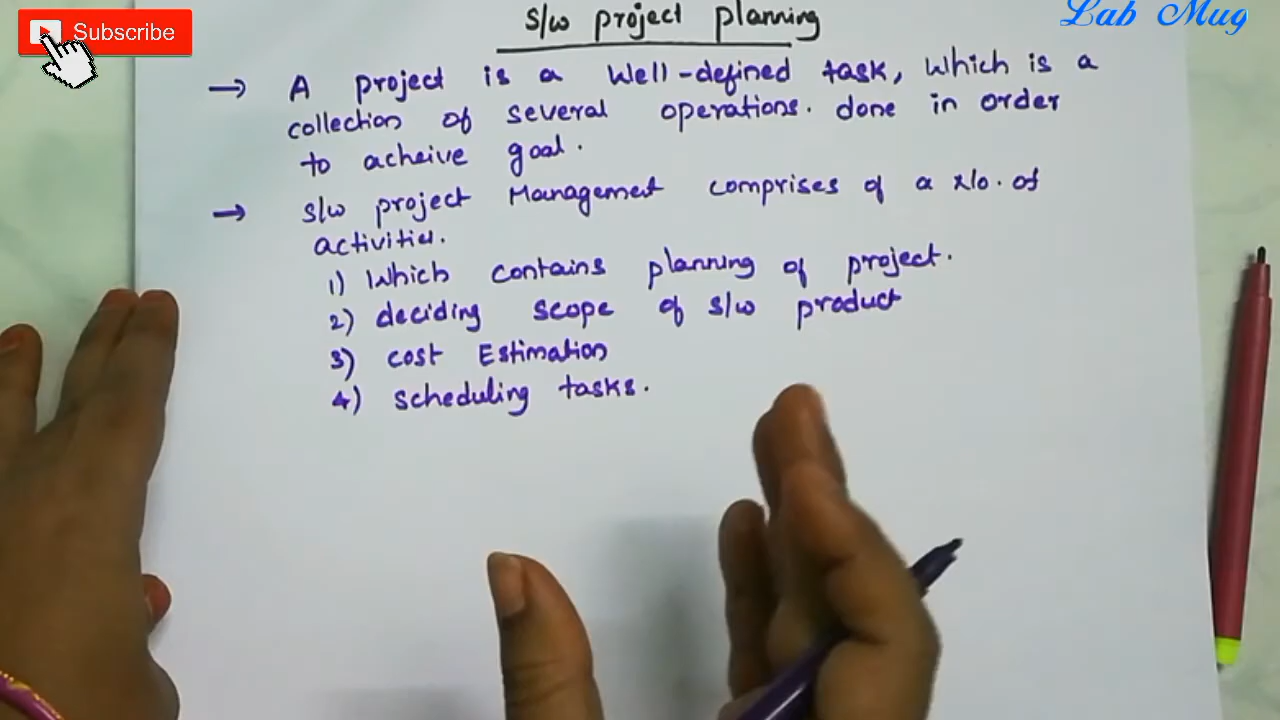 Subscribe
Lab Mug
s/w project planning
→ A project is a well-defined task, which is a
collection of several operations. done in order
to acheive goal.
→ s/w project Management comprises of a no. of
activities.
1) Which contains planning of project.
2) deciding scope of s/w product
3) cost Estimation
4) scheduling tasks.